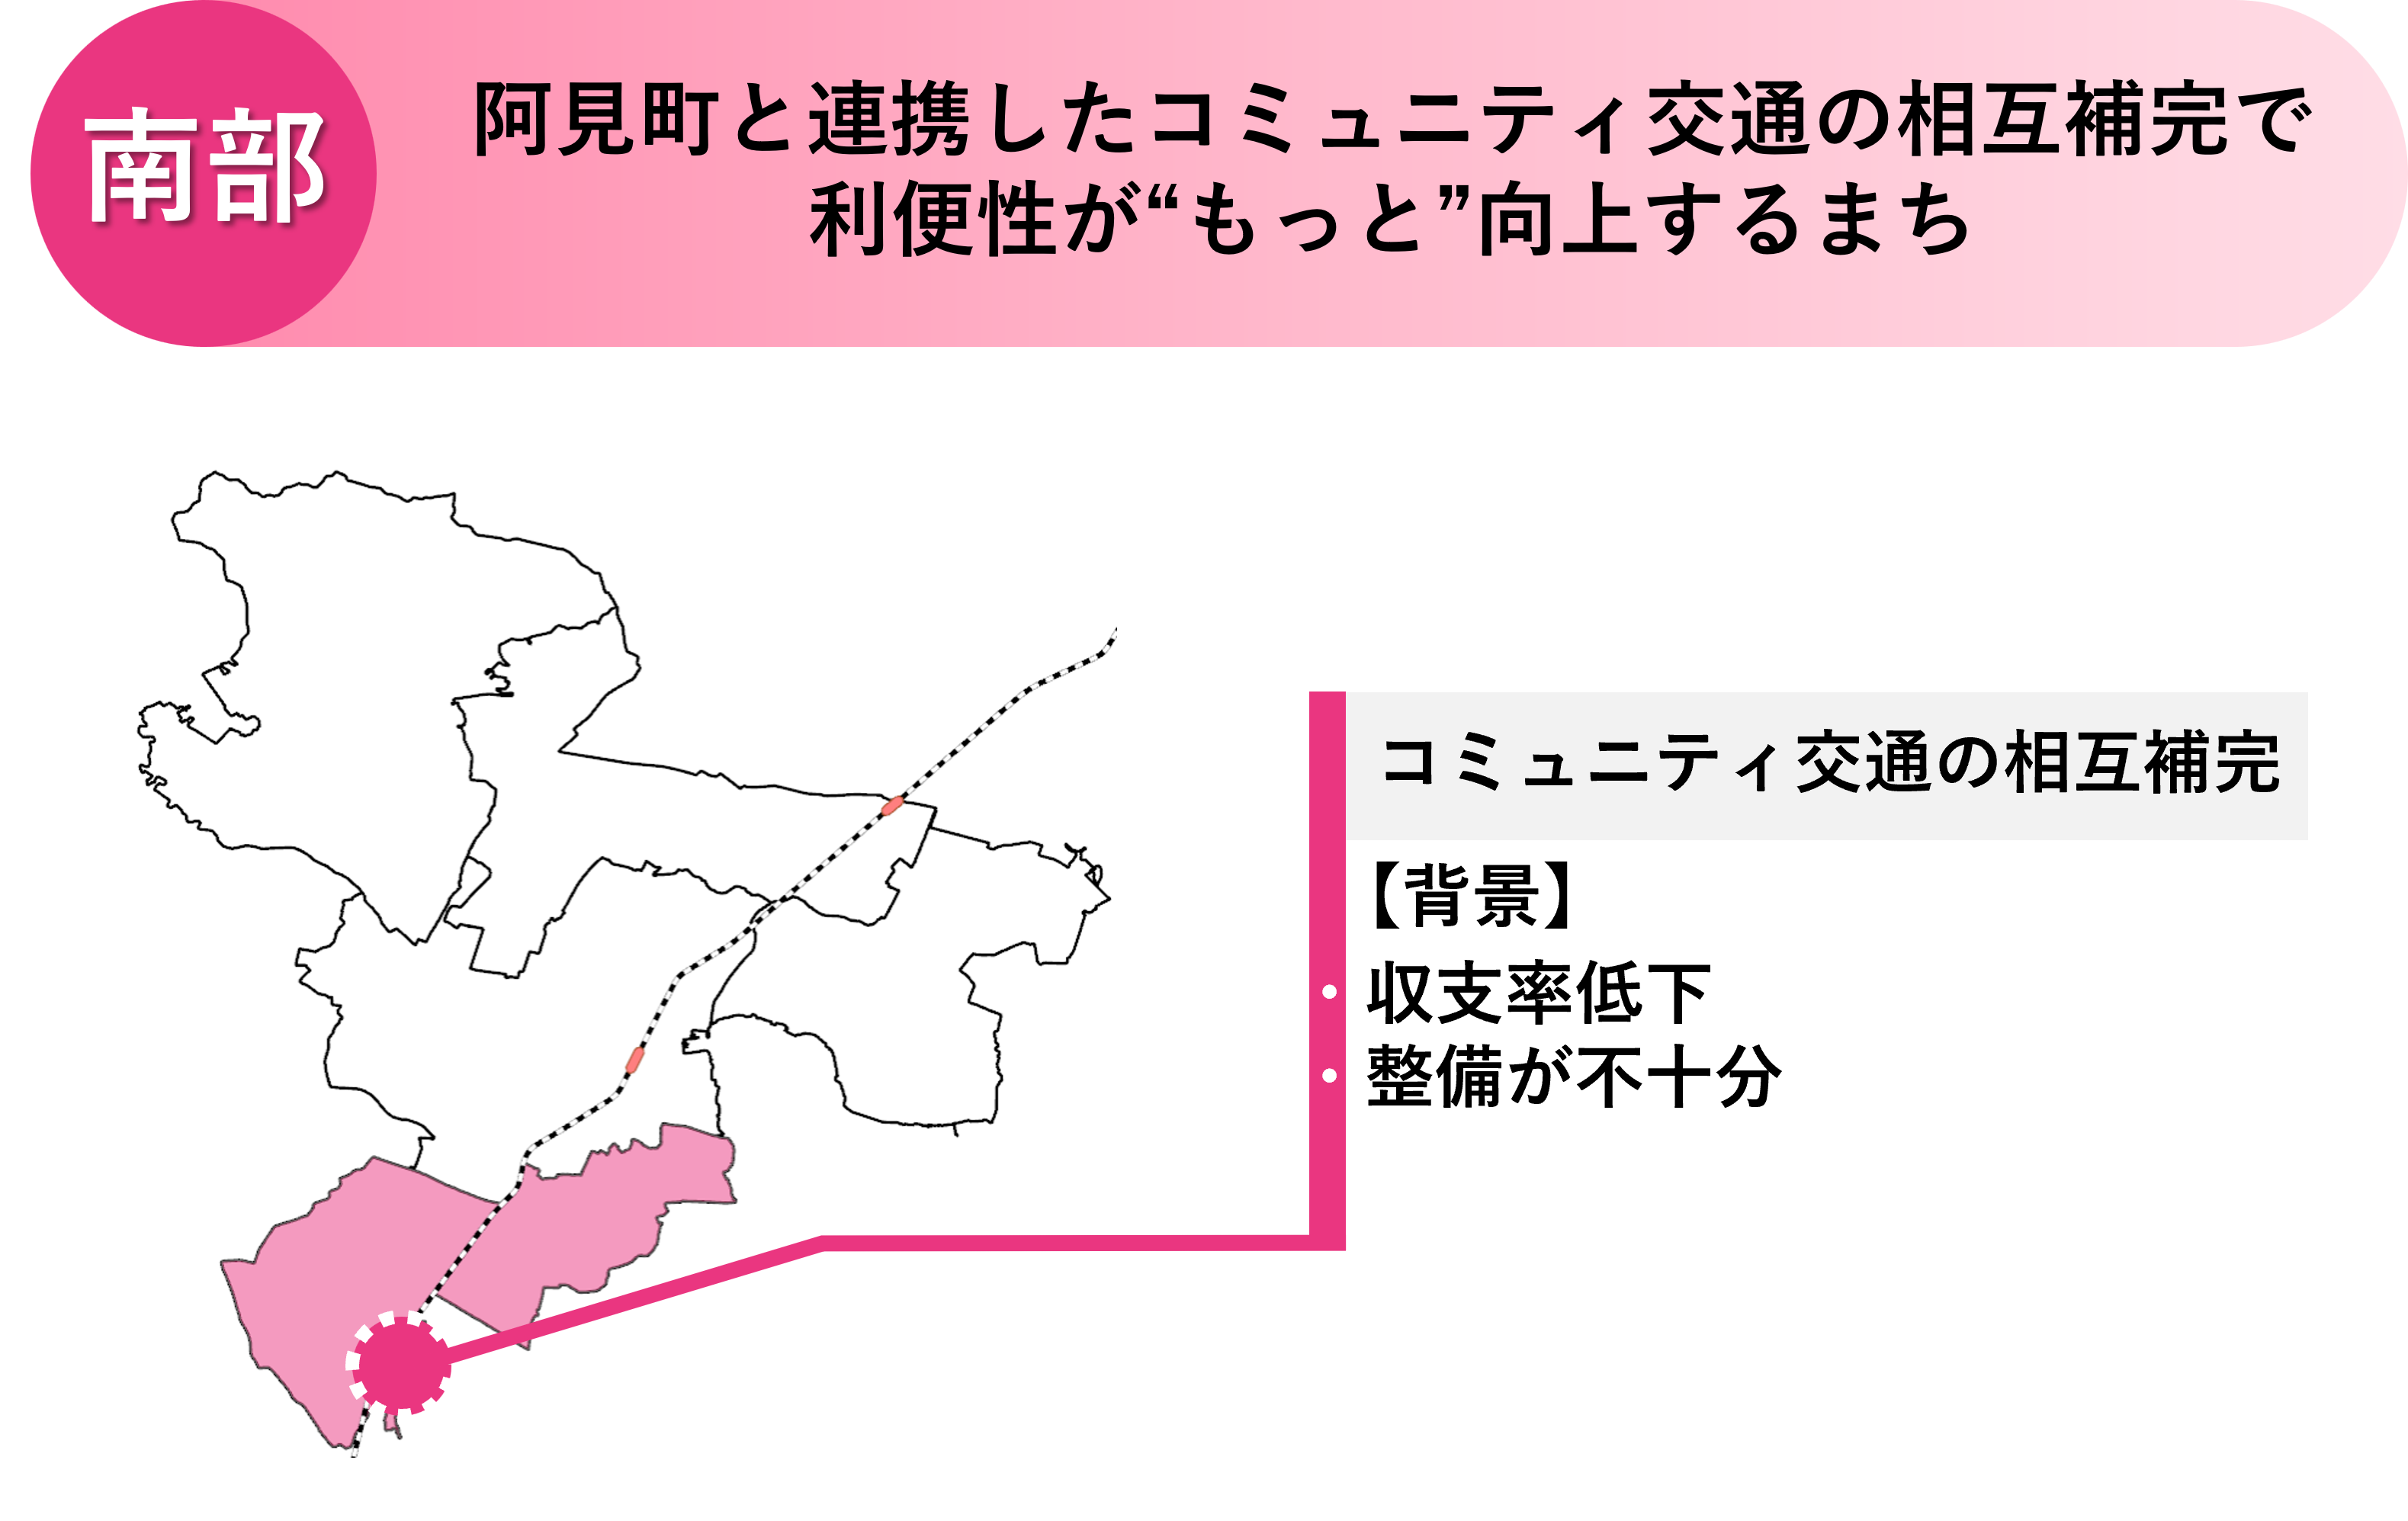 南部
阿見町と連携したコミュニティ交通の相互補完で
利便性が“もっと”向上するまち
コミュニティ交通の相互補完
【背景】
・収支率低下
・整備が不十分